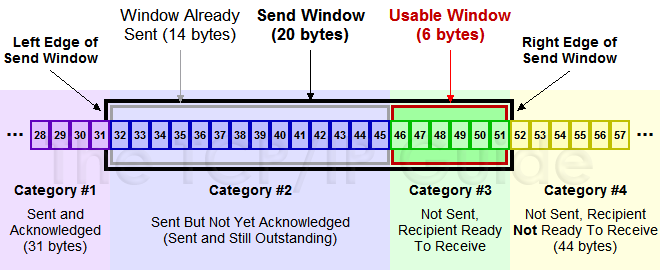 Window Already
Sent (14 bytes)
Send Window
(20 bytes)
Usable Window
(6 bytes)
Left Edge of
Send Window
Right Edge of
Send Window
... 28 29 30 31 32 33 34 35 36 37 38 39 40 41 42 43 44 45 46 47 48 49 50 51 52 53 54 55 56 57 ...
The TCP/IP Guide
Category #1
Sent and
Acknowledged
(31 bytes)
Category #2
Sent But Not Yet Acknowledged
(Sent and Still Outstanding)
Category #3
Not Sent,
Recipient Ready
To Receive
Category #4
Not Sent, Recipient
Not Ready To Receive
(44 bytes)